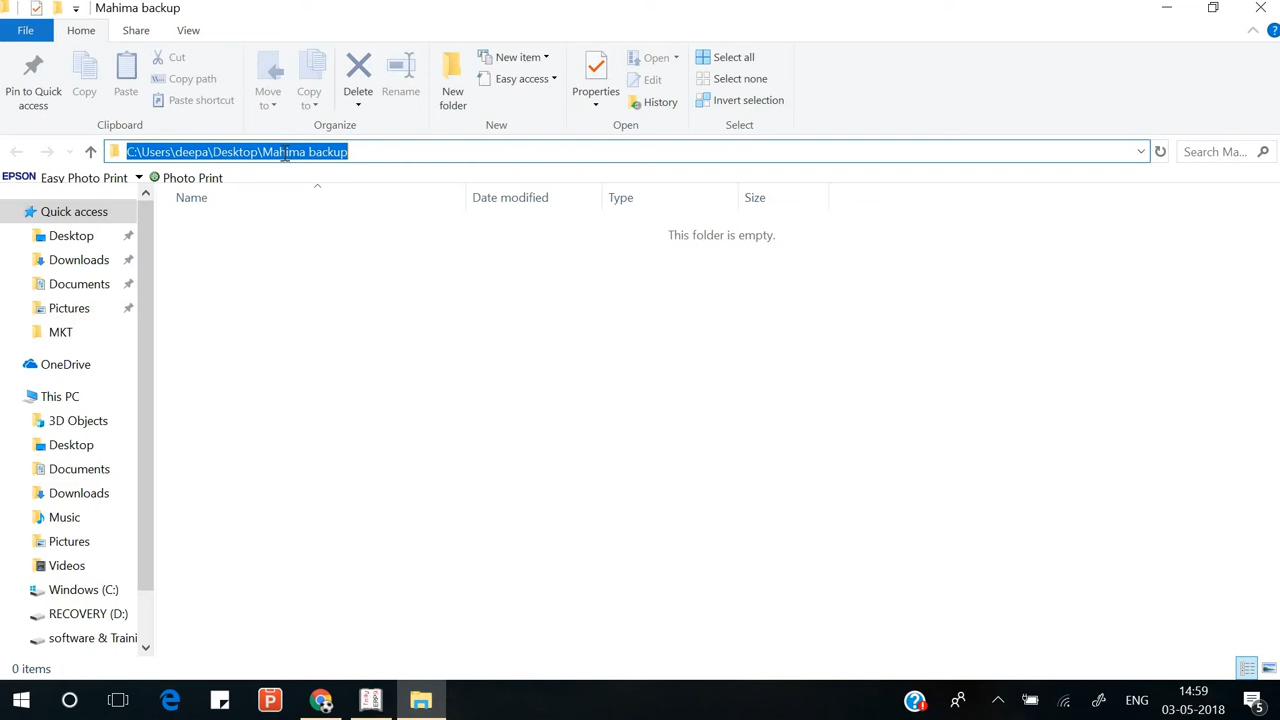 Mahima backup
File Home Share View
Pin to Quick access
Copy
Paste
Cut
Copy path
Paste shortcut
Clipboard
Move to
Copy to
Delete
Rename
Organize
New folder
New item
Easy access
New
Properties
Open
Edit
History
Open
Select all
Select none
Invert selection
Select
C:\Users\deepa\Desktop\Mahima backup
Search Ma...
EPSON Easy Photo Print Photo Print
Name Date modified Type Size
This folder is empty.
Quick access
Desktop
Downloads
Documents
Pictures
MKT
OneDrive
This PC
3D Objects
Desktop
Documents
Downloads
Music
Pictures
Videos
Windows (C:)
RECOVERY (D:)
software & Traini
0 items
ENG
14:59
03-05-2018
5